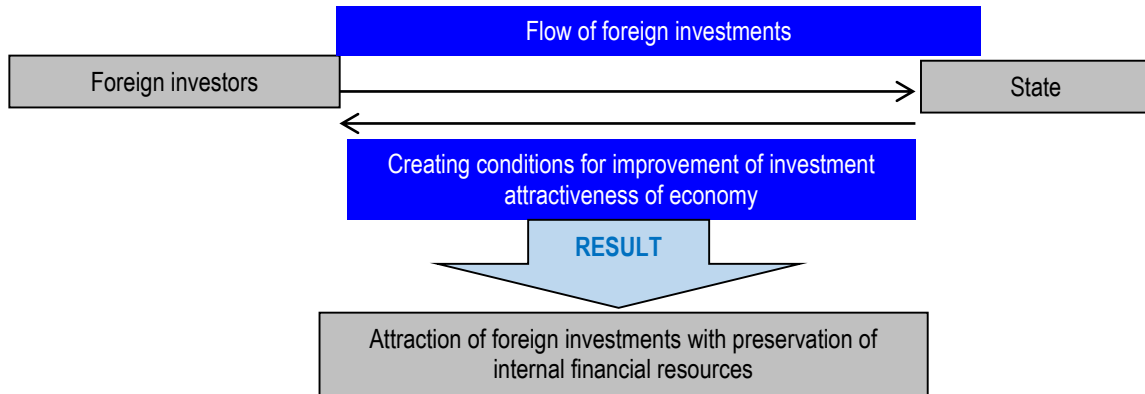 Flow of foreign investments
Foreign investors
State
Creating conditions for improvement of investment
attractiveness of economy
RESULT
Attraction of foreign investments with preservation of
internal financial resources